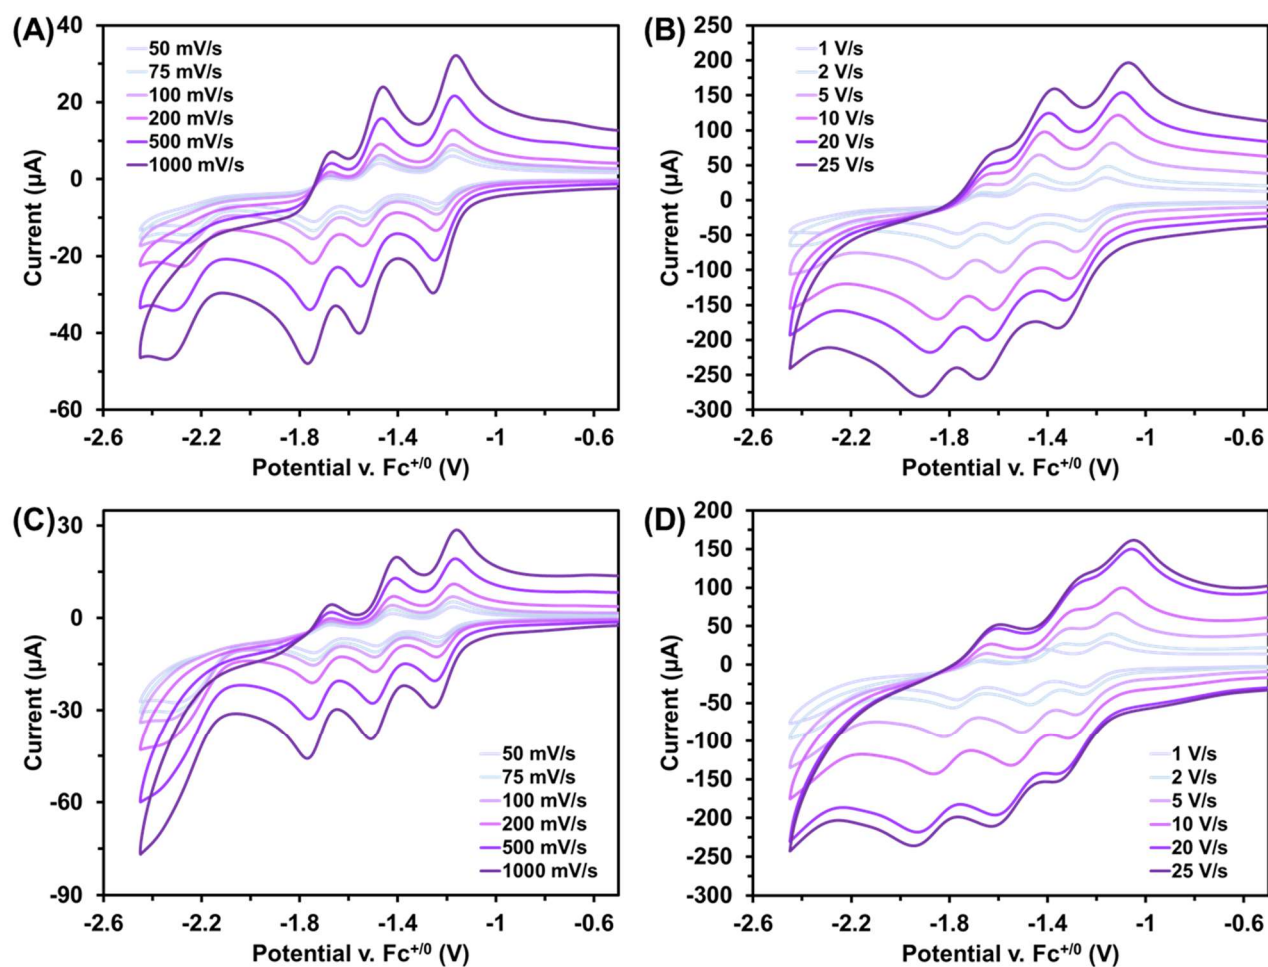 (A)
40
20
0
-20
-40
-60
Current (µA)
50 mV/s
75 mV/s
100 mV/s
200 mV/s
500 mV/s
1000 mV/s
-2.6 -2.2 -1.8 -1.4 -1 -0.6
Potential v. Fc⁺/⁰ (V)
(B)
250
200
150
100
50
0
-50
-100
-150
-200
-250
-300
Current (µA)
1 V/s
2 V/s
5 V/s
10 V/s
20 V/s
25 V/s
-2.6 -2.2 -1.8 -1.4 -1 -0.6
Potential v. Fc⁺/⁰ (V)
(C)
30
0
-30
-60
-90
Current (µA)
50 mV/s
75 mV/s
100 mV/s
200 mV/s
500 mV/s
1000 mV/s
-2.6 -2.2 -1.8 -1.4 -1 -0.6
Potential v. Fc⁺/⁰ (V)
(D)
200
150
100
50
0
-50
-100
-150
-200
-250
-300
Current (µA)
1 V/s
2 V/s
5 V/s
10 V/s
20 V/s
25 V/s
-2.6 -2.2 -1.8 -1.4 -1 -0.6
Potential v. Fc⁺/⁰ (V)